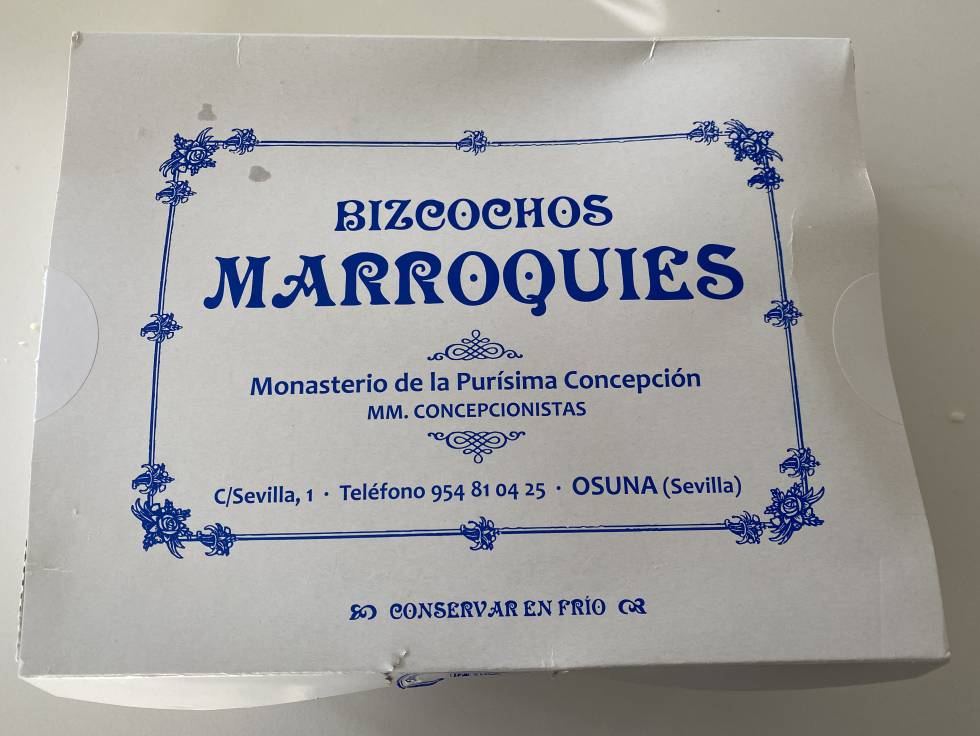 BIZCOCHOS
MARROQUIES
Monasterio de la Purísima Concepción
MM. CONCEPCIONISTAS
C/Sevilla, 1 · Teléfono 954 81 04 25 · OSUNA (Sevilla)
CONSERVAR EN FRÍO